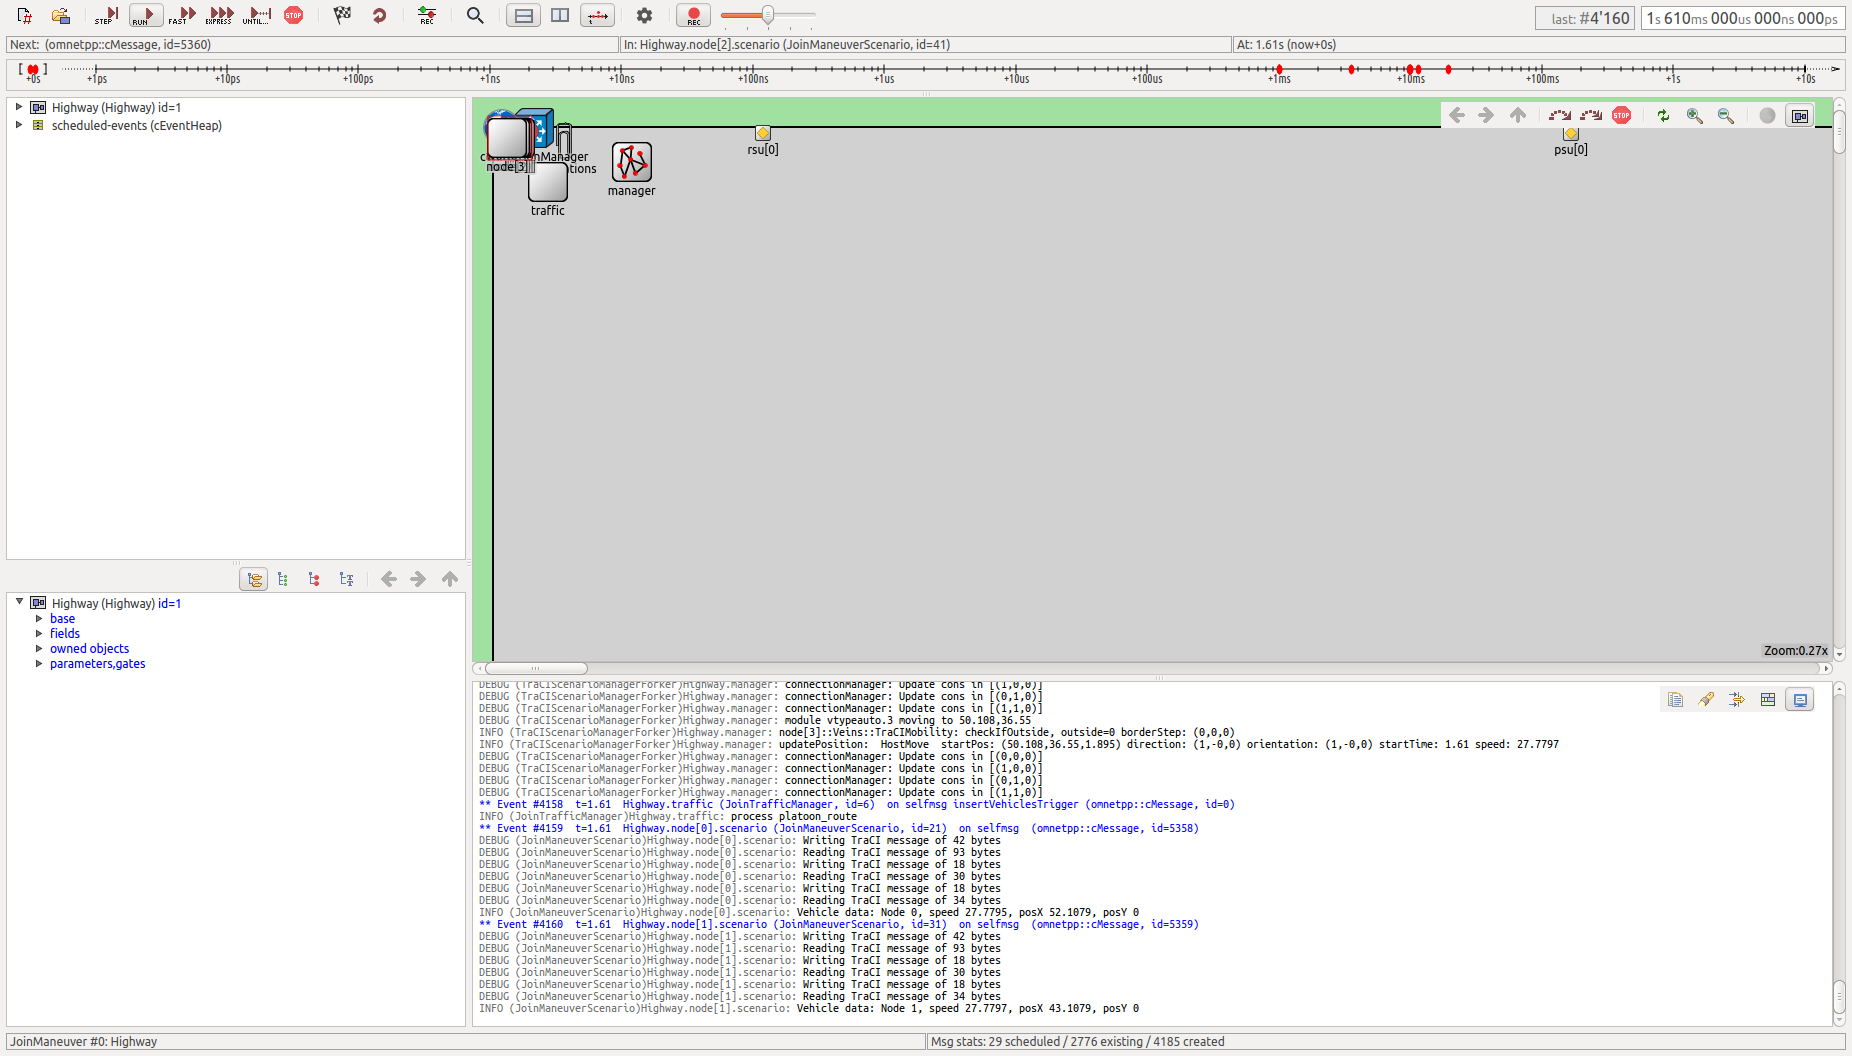 STEP RUN FAST EXPRESS UNTIL... STOP REC REC last: #4'160 1s 610ms 000us 000ns 000ps
Next: (omnetpp::cMessage, id=5360) In: Highway.node[2].scenario (JoinManeuverScenario, id=41) At: 1.61s (now+0s)
+0s +1ps +10ps +100ps +1ns +10ns +100ns +1us +10us +100us +1ms +10ms +100ms +1s +10s
Highway (Highway) id=1
scheduled-events (cEventHeap)
STOP
rsu[0]
psu[0]
node[3]
manager
traffic
Zoom:0.27x
Highway (Highway) id=1
base
fields
owned objects
parameters,gates
DEBUG (TraCIScenarioManagerForker)Highway.manager: connectionManager: Update cons in [(1,0,0)]
DEBUG (TraCIScenarioManagerForker)Highway.manager: connectionManager: Update cons in [(0,1,0)]
DEBUG (TraCIScenarioManagerForker)Highway.manager: connectionManager: Update cons in [(1,1,0)]
DEBUG (TraCIScenarioManagerForker)Highway.manager: module vtypeauto.3 moving to 50.108,36.55
INFO (TraCIScenarioManagerForker)Highway.manager: node[3]::Veins::TraCIMobility: checkIfOutside, outside=0 borderStep: (0,0,0)
INFO (TraCIScenarioManagerForker)Highway.manager: updatePosition: HostMove startPos: (50.108,36.55,1.895) direction: (1,-0,0) orientation: (1,-0,0) startTime: 1.61 speed: 27.7797
DEBUG (TraCIScenarioManagerForker)Highway.manager: connectionManager: Update cons in [(0,0,0)]
DEBUG (TraCIScenarioManagerForker)Highway.manager: connectionManager: Update cons in [(1,0,0)]
DEBUG (TraCIScenarioManagerForker)Highway.manager: connectionManager: Update cons in [(0,1,0)]
DEBUG (TraCIScenarioManagerForker)Highway.manager: connectionManager: Update cons in [(1,1,0)]
** Event #4158 t=1.61 Highway.traffic (JoinTrafficManager, id=6) on selfmsg insertVehiclesTrigger (omnetpp::cMessage, id=0)
INFO (JoinTrafficManager)Highway.traffic: process platoon_route
** Event #4159 t=1.61 Highway.node[0].scenario (JoinManeuverScenario, id=21) on selfmsg (omnetpp::cMessage, id=5358)
DEBUG (JoinManeuverScenario)Highway.node[0].scenario: Writing TraCI message of 42 bytes
DEBUG (JoinManeuverScenario)Highway.node[0].scenario: Reading TraCI message of 93 bytes
DEBUG (JoinManeuverScenario)Highway.node[0].scenario: Writing TraCI message of 18 bytes
DEBUG (JoinManeuverScenario)Highway.node[0].scenario: Reading TraCI message of 30 bytes
DEBUG (JoinManeuverScenario)Highway.node[0].scenario: Writing TraCI message of 18 bytes
DEBUG (JoinManeuverScenario)Highway.node[0].scenario: Reading TraCI message of 34 bytes
INFO (JoinManeuverScenario)Highway.node[0].scenario: Vehicle data: Node 0, speed 27.7795, posX 52.1079, posY 0
** Event #4160 t=1.61 Highway.node[1].scenario (JoinManeuverScenario, id=31) on selfmsg (omnetpp::cMessage, id=5359)
DEBUG (JoinManeuverScenario)Highway.node[1].scenario: Writing TraCI message of 42 bytes
DEBUG (JoinManeuverScenario)Highway.node[1].scenario: Reading TraCI message of 93 bytes
DEBUG (JoinManeuverScenario)Highway.node[1].scenario: Writing TraCI message of 18 bytes
DEBUG (JoinManeuverScenario)Highway.node[1].scenario: Reading TraCI message of 30 bytes
DEBUG (JoinManeuverScenario)Highway.node[1].scenario: Writing TraCI message of 18 bytes
DEBUG (JoinManeuverScenario)Highway.node[1].scenario: Reading TraCI message of 34 bytes
INFO (JoinManeuverScenario)Highway.node[1].scenario: Vehicle data: Node 1, speed 27.7797, posX 43.1079, posY 0
JoinManeuver #0: Highway Msg stats: 29 scheduled / 2776 existing / 4185 created